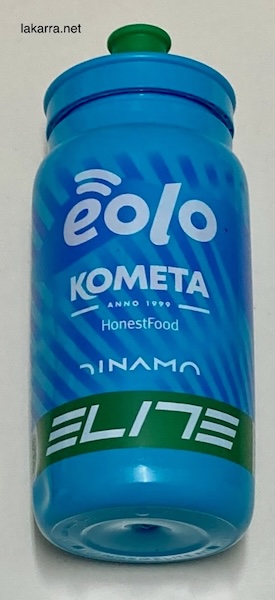 lakarra.net
eolo
KOMETA
ANNO 1999
HonestFood
DINAMO
ELITE